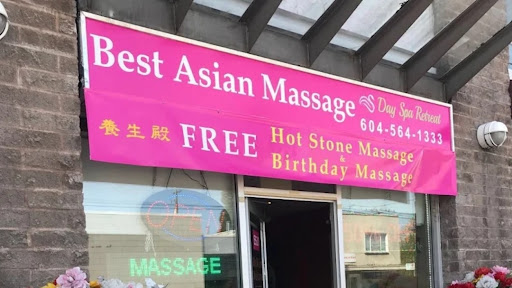 Best Asian Massage
Day Spa Retreat
604-564-1333
養生殿 FREE Hot Stone Massage
&
Birthday Massage
OPEN
MASSAGE